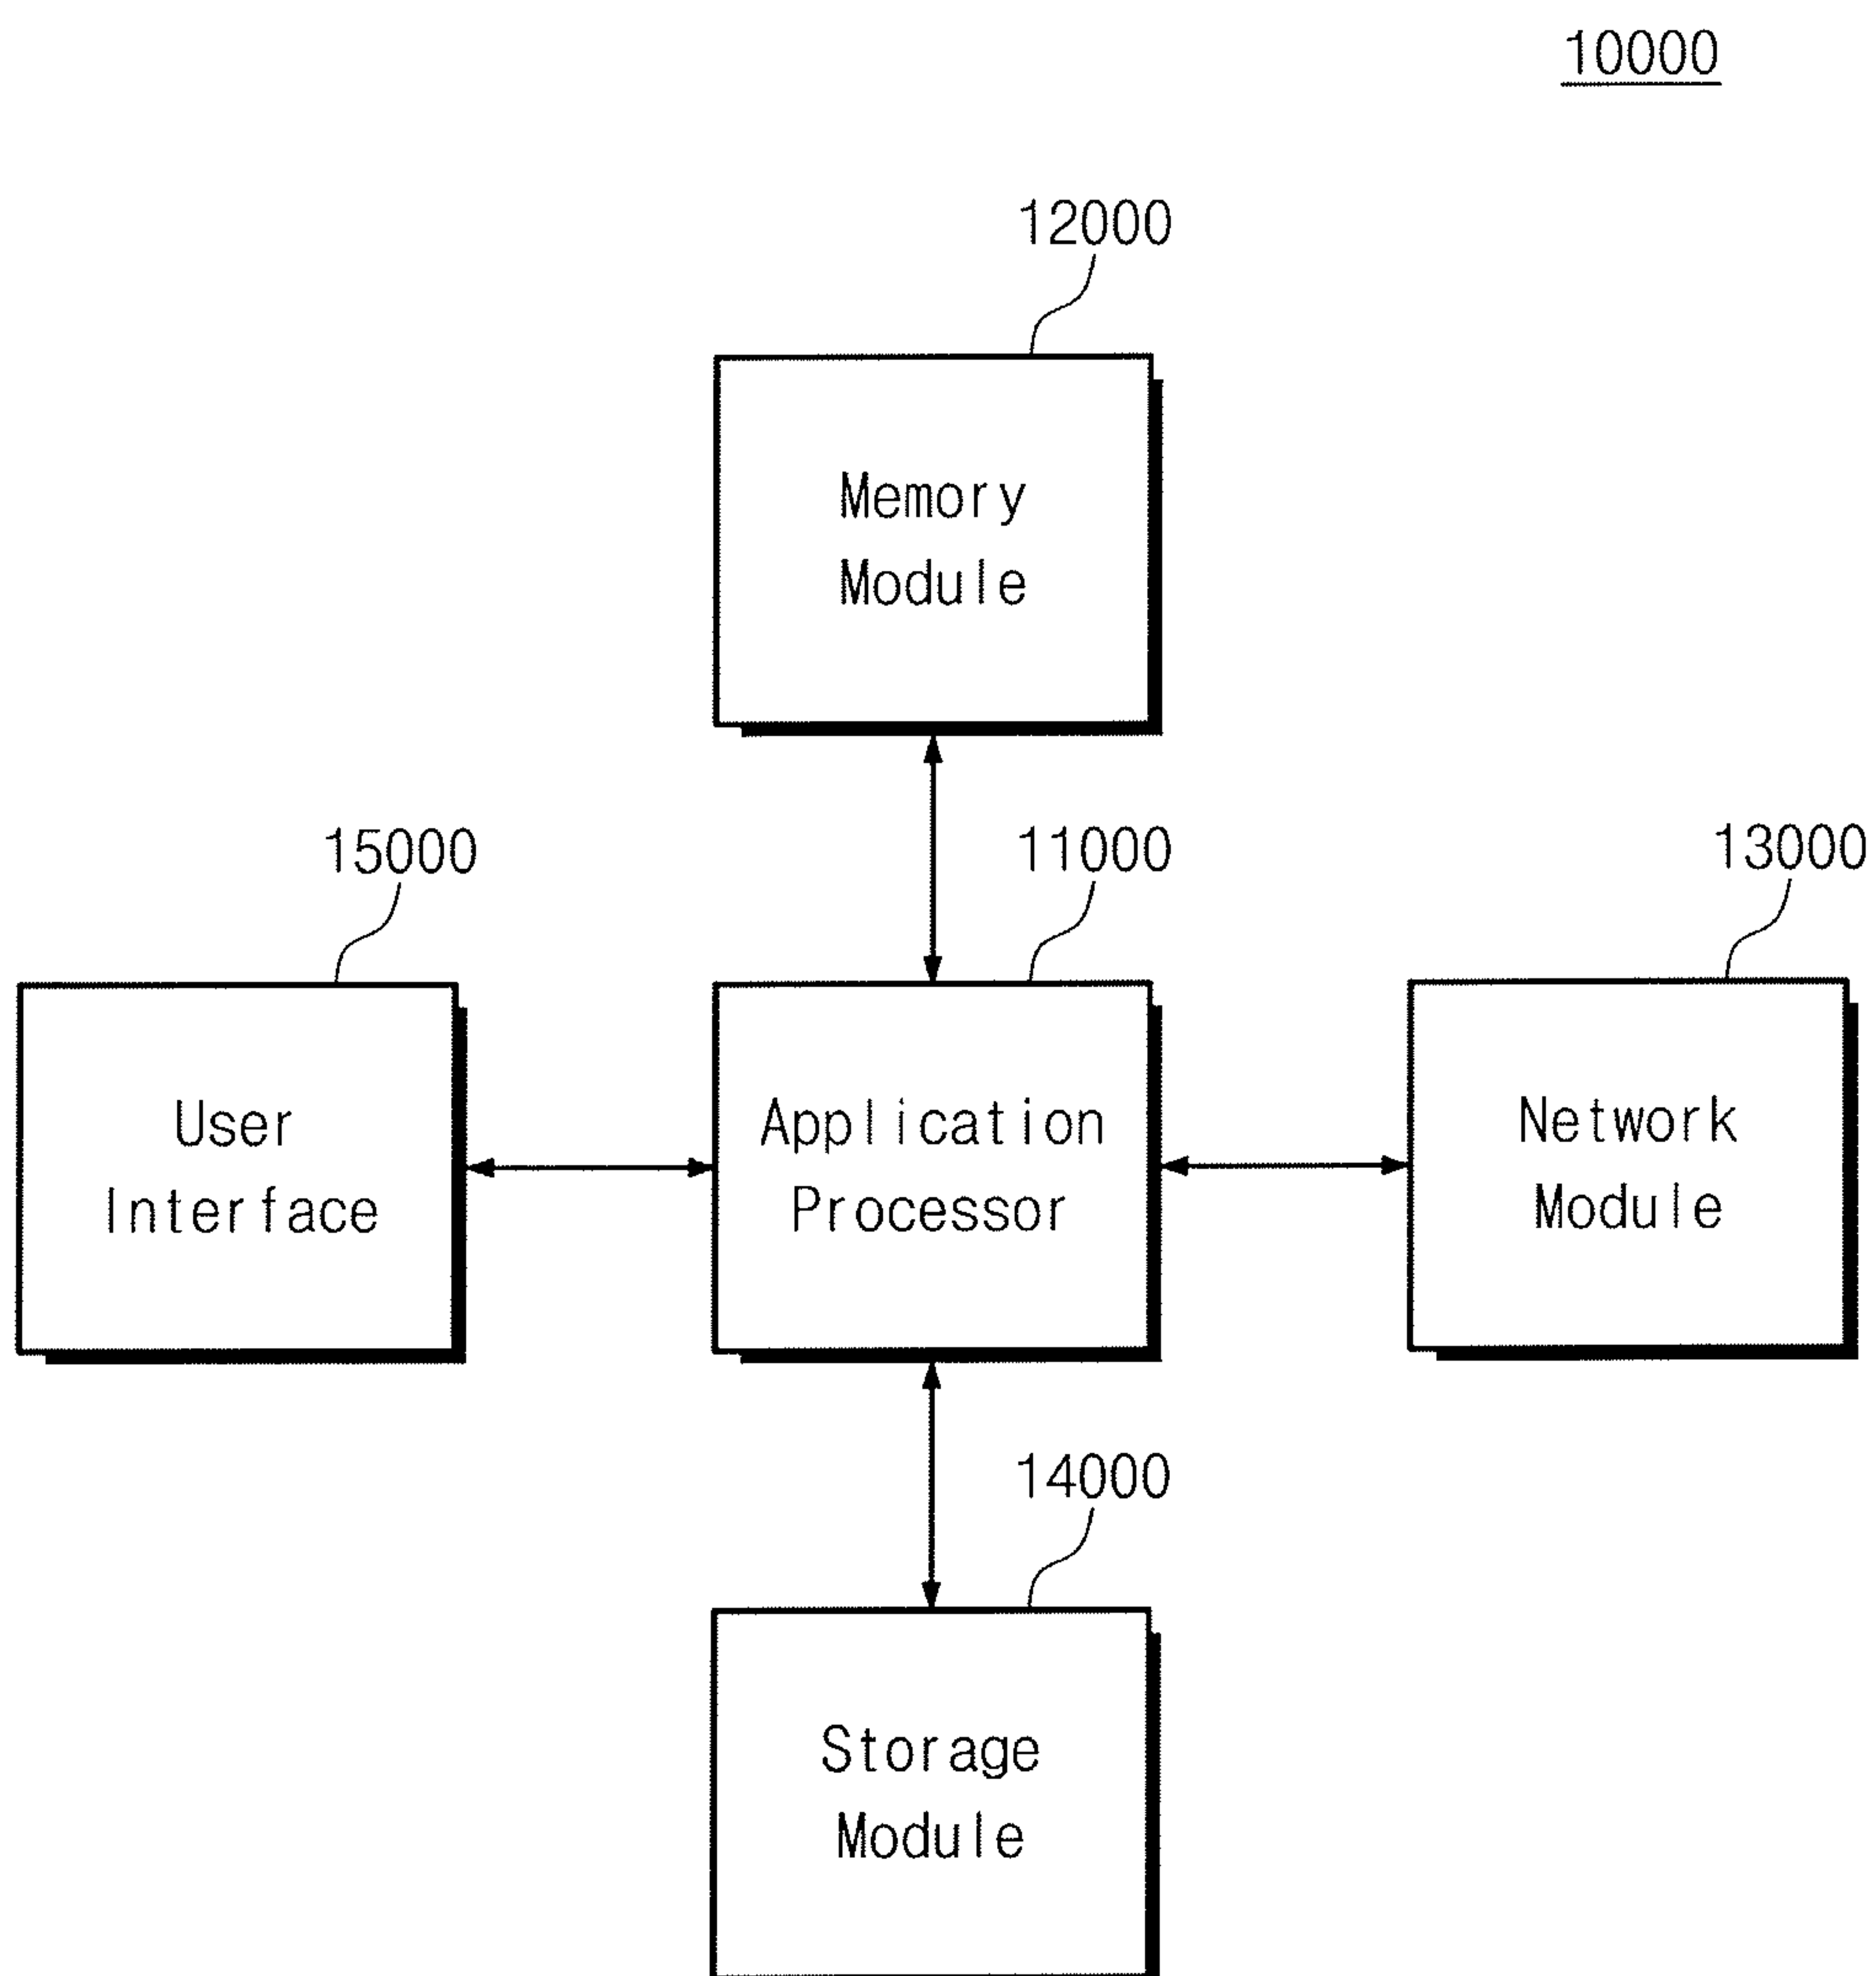 10000
12000
Memory
Module
15000
11000
13000
User
Interface
Application
Processor
Network
Module
14000
Storage
Module